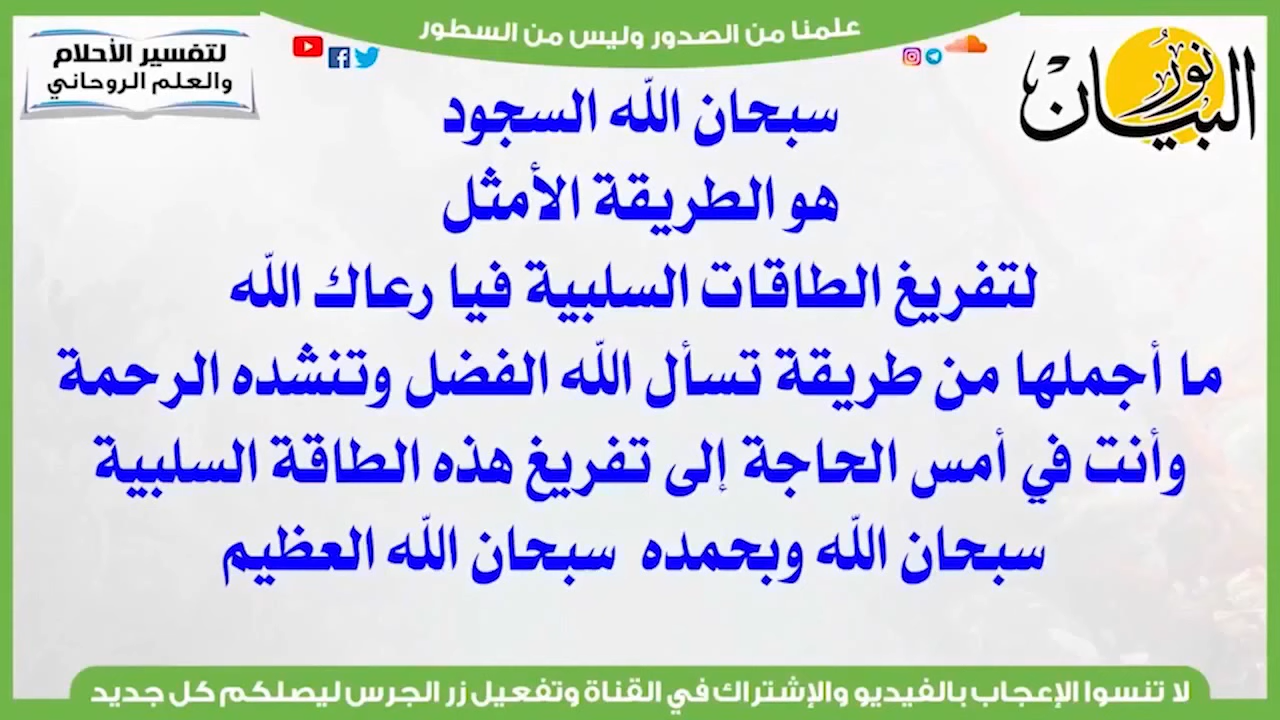 علمنا من الصدور وليس من السطور
نور البيان
لتفسير الأحلام
والعلم الروحاني
سبحان الله السجود
هو الطريقة الأمثل
لتفريغ الطاقات السلبية فيا رعاك الله
ما أجملها من طريقة تسأل الله الفضل وتنشده الرحمة
وأنت في أمس الحاجة إلى تفريغ هذه الطاقة السلبية
سبحان الله وبحمده سبحان الله العظيم
لا تنسوا الإعجاب بالفيديو والإشتراك في القناة وتفعيل زر الجرس ليصلكم كل جديد